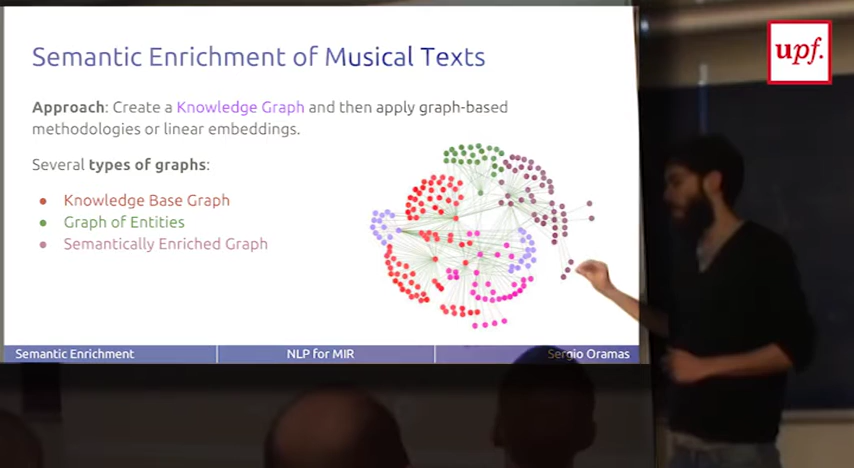 Semantic Enrichment of Musical Texts
Approach: Create a Knowledge Graph and then apply graph-based
methodologies or linear embeddings.
Several types of graphs:
● Knowledge Base Graph
● Graph of Entities
● Semantically Enriched Graph
Semantic Enrichment
NLP for MIR
Sergio Oramas
upf.